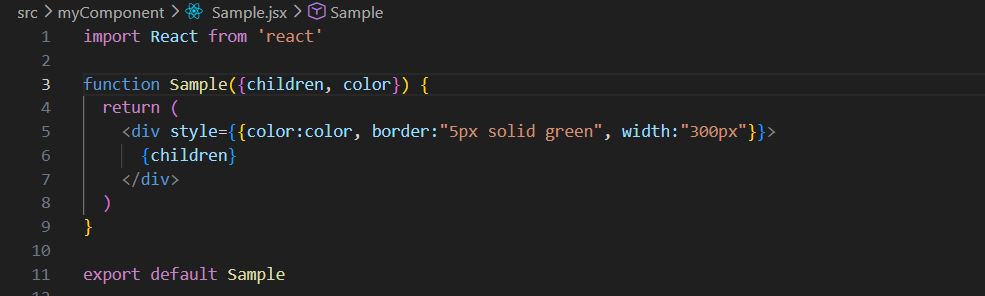 src > myComponent > Sample.jsx > Sample
1 import React from 'react'
2
3 function Sample({children, color}) {
4   return (
5     <div style={{color:color, border:"5px solid green", width:"300px"}}>
6       {children}
7     </div>
8   )
9 }
10
11 export default Sample